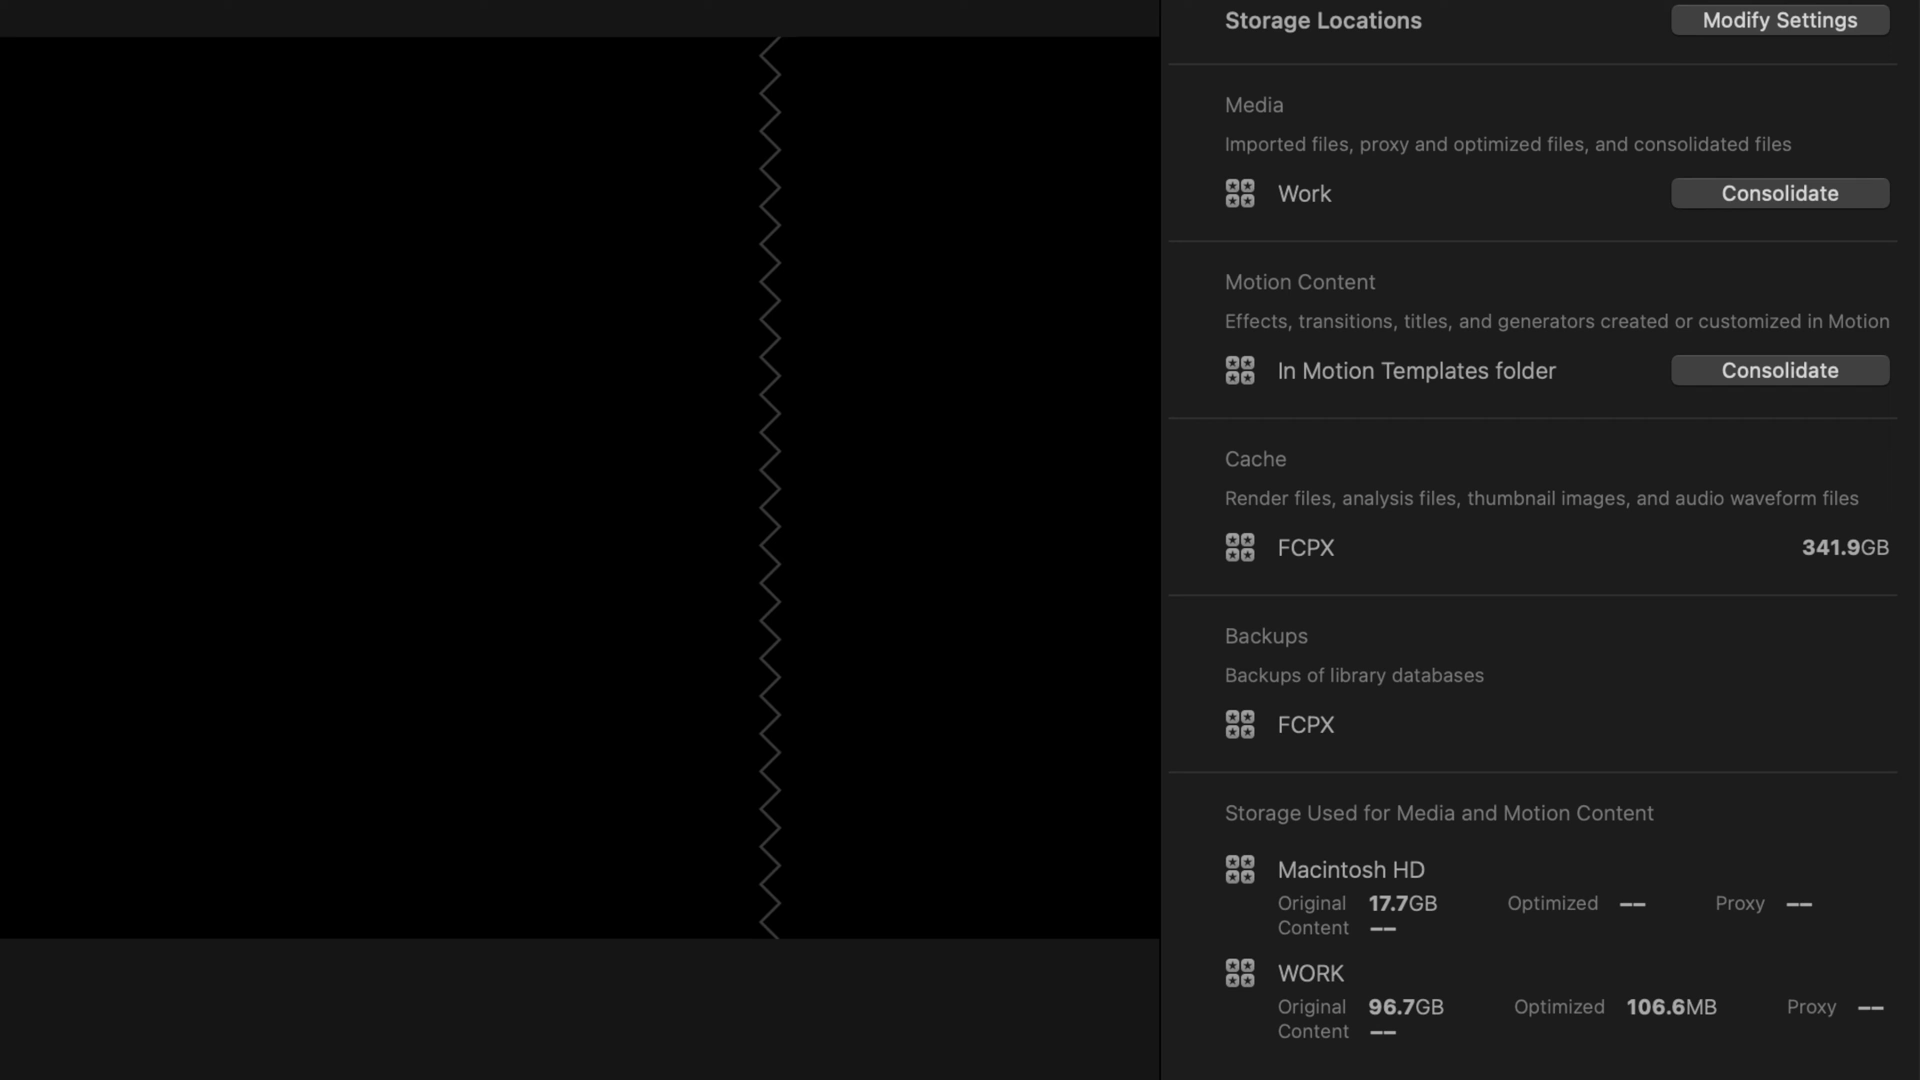 Storage Locations Modify Settings
Media
Imported files, proxy and optimized files, and consolidated files
Work Consolidate
Motion Content
Effects, transitions, titles, and generators created or customized in Motion
In Motion Templates folder Consolidate
Cache
Render files, analysis files, thumbnail images, and audio waveform files
FCPX 341.9GB
Backups
Backups of library databases
FCPX
Storage Used for Media and Motion Content
Macintosh HD
Original 17.7GB Optimized -- Proxy --
Content --
WORK
Original 96.7GB Optimized 106.6MB Proxy --
Content --